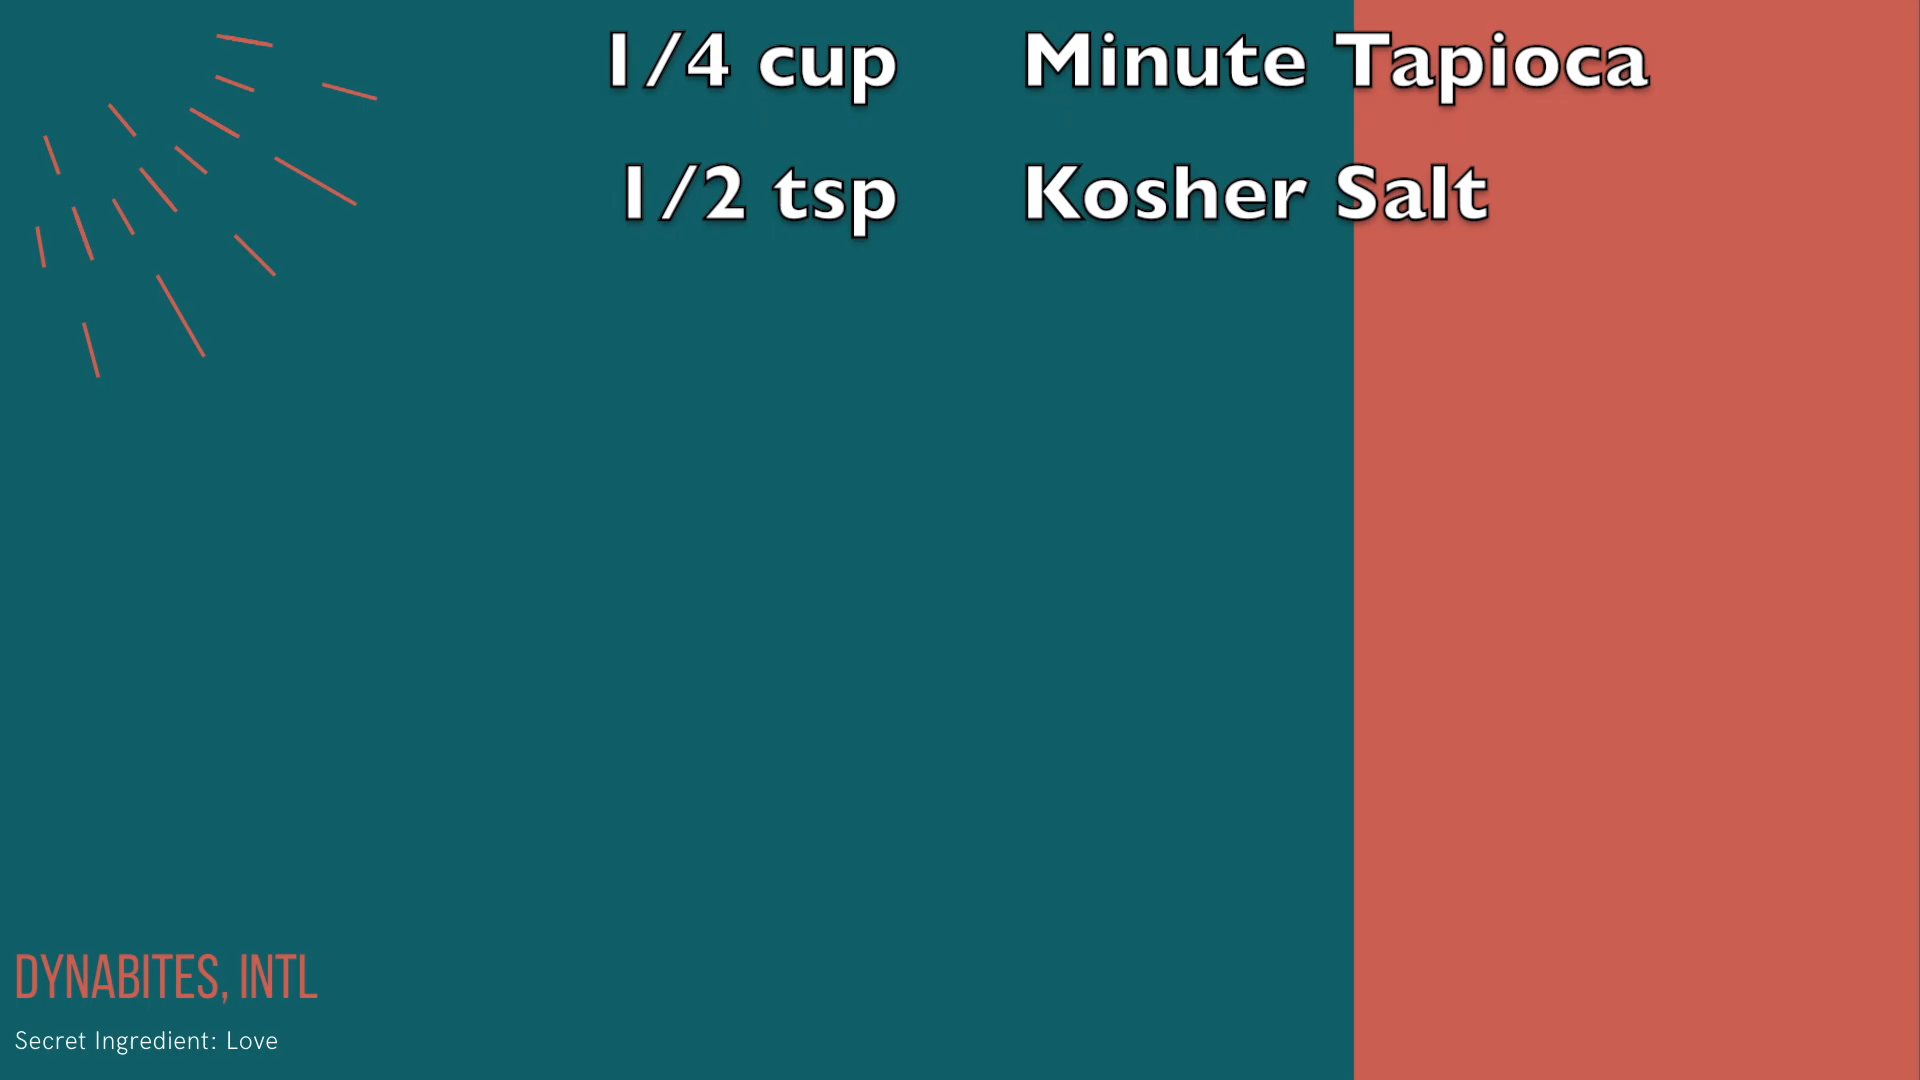 1/4 cup Minute Tapioca
1/2 tsp Kosher Salt
DYNABITES, INTL
Secret Ingredient: Love